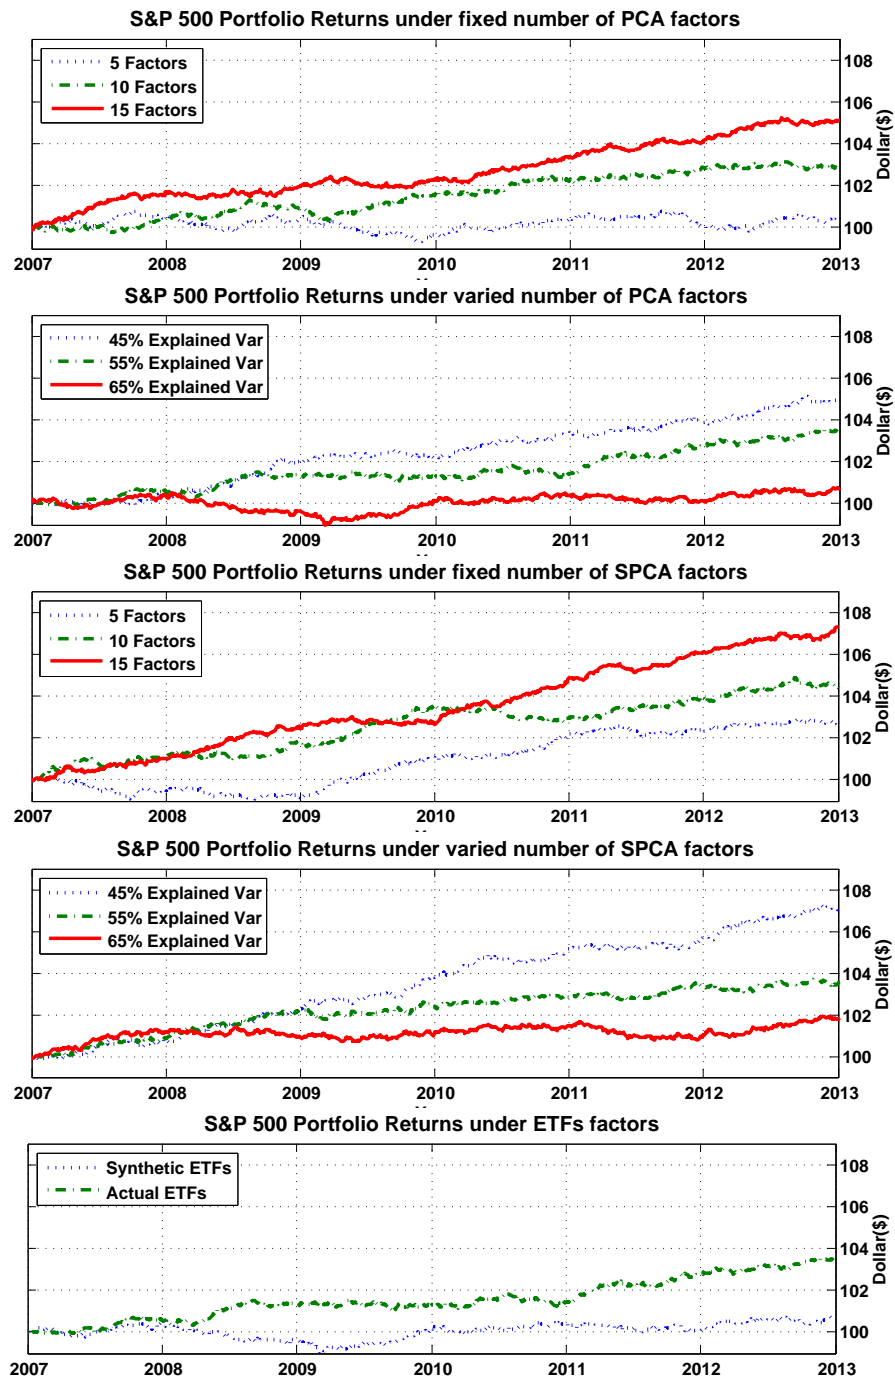 S&P 500 Portfolio Returns under fixed number of PCA factors
5 Factors
10 Factors
15 Factors
108
106
104
102
100
Dollar($)
2007 2008 2009 2010 2011 2012 2013
S&P 500 Portfolio Returns under varied number of PCA factors
45% Explained Var
55% Explained Var
65% Explained Var
108
106
104
102
100
Dollar($)
2007 2008 2009 2010 2011 2012 2013
S&P 500 Portfolio Returns under fixed number of SPCA factors
5 Factors
10 Factors
15 Factors
108
106
104
102
100
Dollar($)
2007 2008 2009 2010 2011 2012 2013
S&P 500 Portfolio Returns under varied number of SPCA factors
45% Explained Var
55% Explained Var
65% Explained Var
108
106
104
102
100
Dollar($)
2007 2008 2009 2010 2011 2012 2013
S&P 500 Portfolio Returns under ETFs factors
Synthetic ETFs
Actual ETFs
108
106
104
102
100
Dollar($)
2007 2008 2009 2010 2011 2012 2013